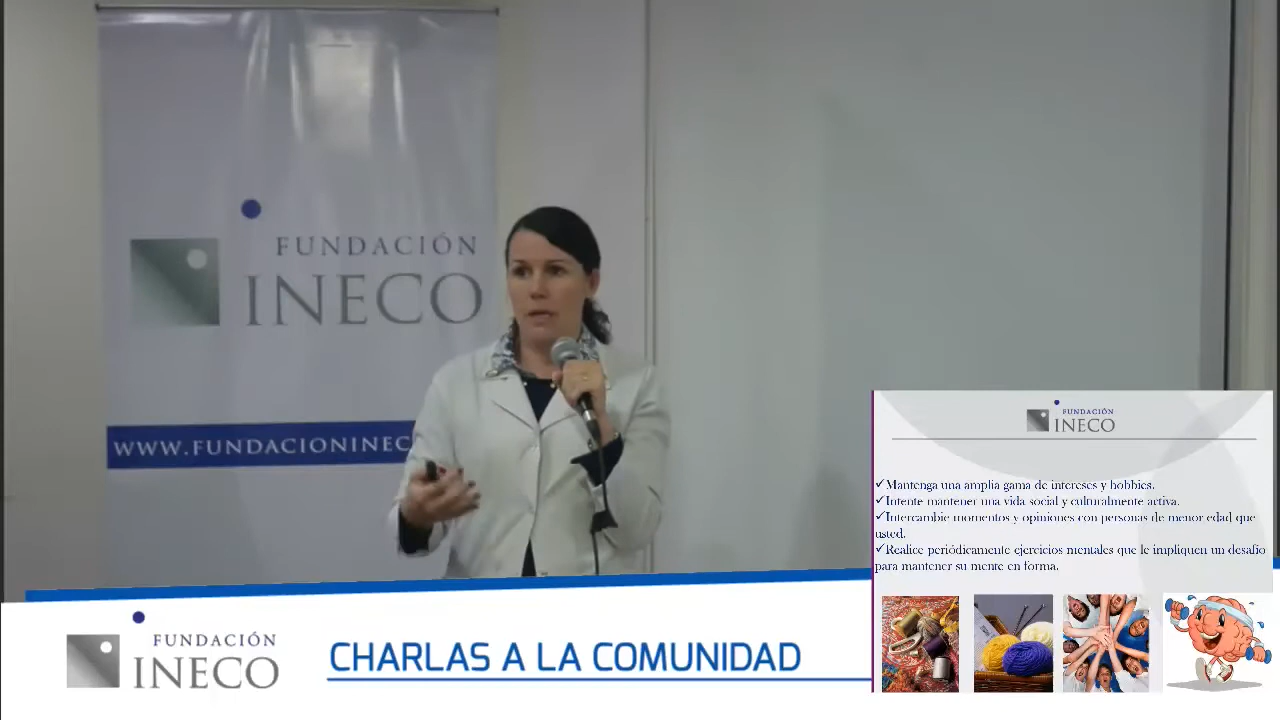 FUNDACIÓN
INECO
WWW.FUNDACIONINEC
FUNDACIÓN
INECO
✓Mantenga una amplia gama de intereses y hobbies.
✓Intente mantener una vida social y culturalmente activa.
✓Intercambie momentos y opiniones con personas de menor edad que
usted.
✓Realice periódicamente ejercicios mentales que le impliquen un desafío
para mantener su mente en forma.
FUNDACIÓN
INECO
CHARLAS A LA COMUNIDAD